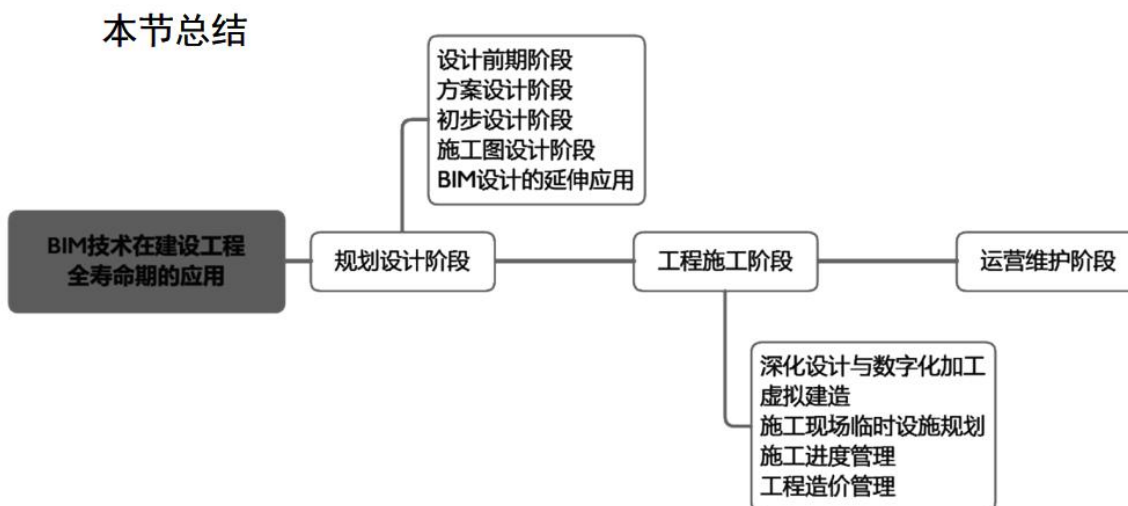 本节总结
设计前期阶段
方案设计阶段
初步设计阶段
施工图设计阶段
BIM设计的延伸应用
BIM技术在建设工程
全寿命期的应用
规划设计阶段
工程施工阶段
运营维护阶段
深化设计与数字化加工
虚拟建造
施工现场临时设施规划
施工进度管理
工程造价管理